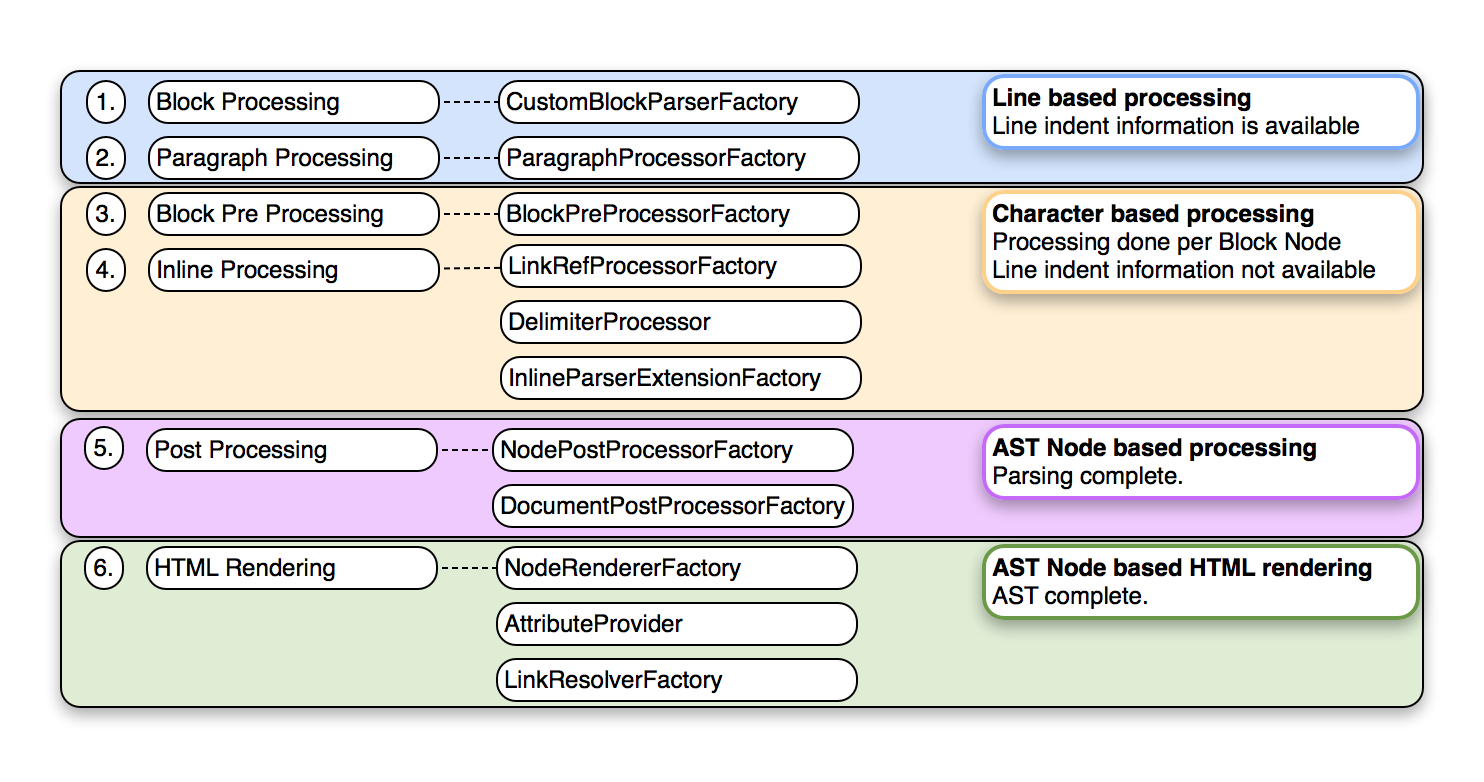 1.
Block Processing
CustomBlockParserFactory
Line based processing
Line indent information is available
2.
Paragraph Processing
ParagraphProcessorFactory
3.
Block Pre Processing
BlockPreProcessorFactory
Character based processing
Processing done per Block Node
Line indent information not available
4.
Inline Processing
LinkRefProcessorFactory
DelimiterProcessor
InlineParserExtensionFactory
5.
Post Processing
NodePostProcessorFactory
AST Node based processing
Parsing complete.
DocumentPostProcessorFactory
6.
HTML Rendering
NodeRendererFactory
AST Node based HTML rendering
AST complete.
AttributeProvider
LinkResolverFactory